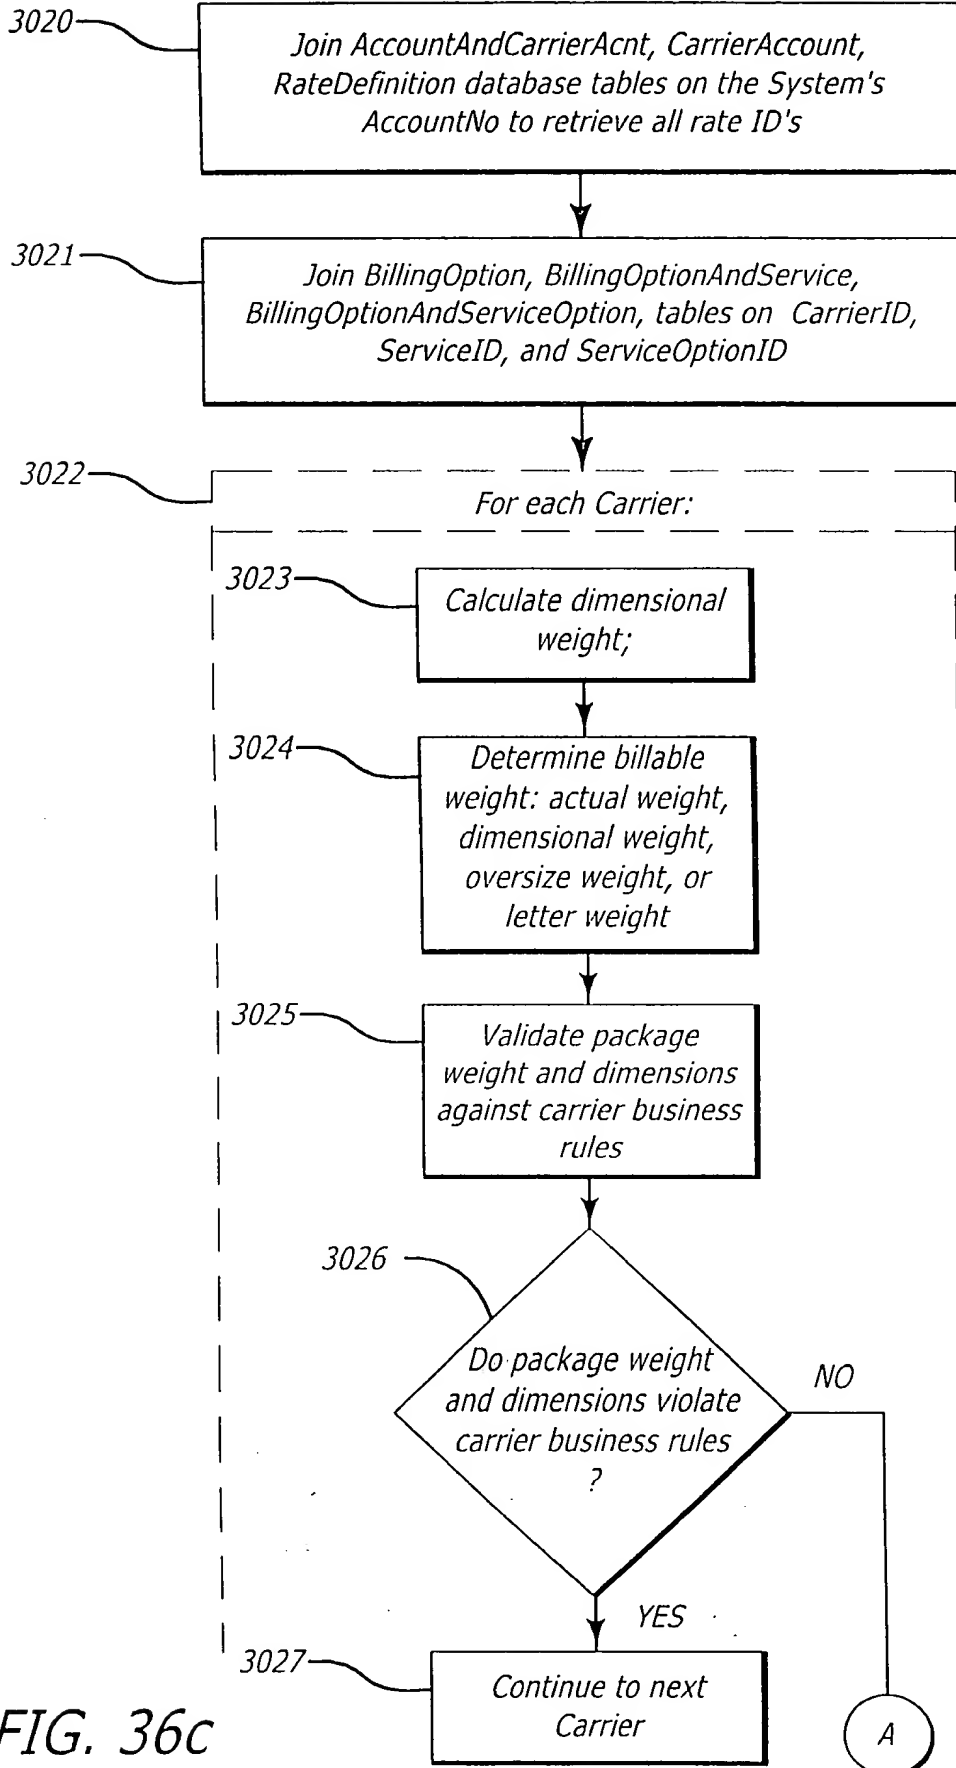 3020
Join AccountAndCarrierAcnt, CarrierAccount,
RateDefinition database tables on the System's
AccountNo to retrieve all rate ID's
3021
Join BillingOption, BillingOptionAndService,
BillingOptionAndServiceOption, tables on CarrierID,
ServiceID, and ServiceOptionID
3022
For each Carrier:
3023
Calculate dimensional
weight;
3024
Determine billable
weight: actual weight,
dimensional weight,
oversize weight, or
letter weight
3025
Validate package
weight and dimensions
against carrier business
rules
3026
Do package weight
and dimensions violate
carrier business rules
?
NO
YES
3027
Continue to next
Carrier
A
FIG. 36c